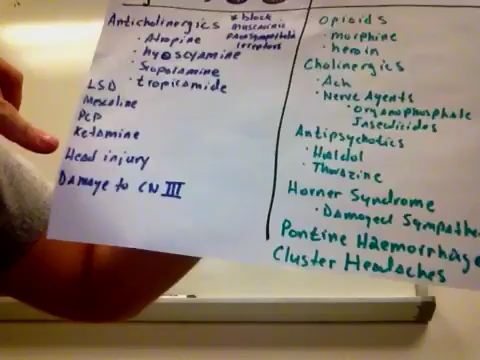 Anticholinergics * block
muscarinic
parasympathetic
receptors
• Atropine
• hyoscyamine
• Scopolamine
• tropicamide
LSD
Mescaline
PCP
Ketamine
Head injury
Damage to CN III
Opioids
• morphine
• heroin
Cholinergics
• Ach
• Nerve Agents
• Organophosphate
Insecticides
Antipsychotics
• Haldol
• Thorazine
Horner Syndrome
• Damaged Sympathe
Pontine Haemorrhage
Cluster Headaches